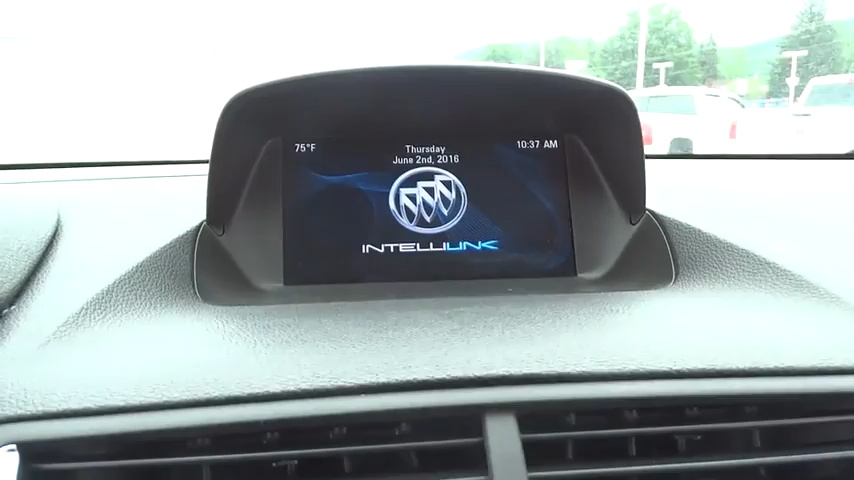 75°F
Thursday
10:37 AM
June 2nd, 2016
INTELLILINK